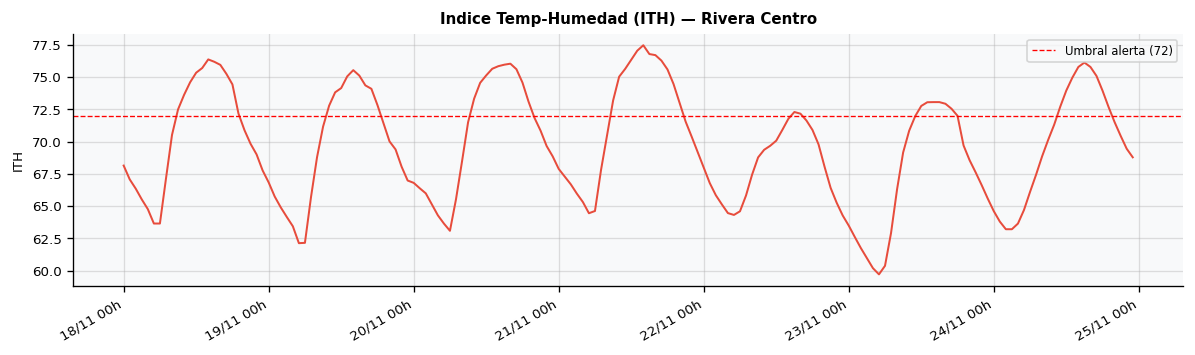 Indice Temp-Humedad (ITH) — Rivera Centro
Umbral alerta (72)
ITH
77.5
75.0
72.5
70.0
67.5
65.0
62.5
60.0
18/11 00h
19/11 00h
20/11 00h
21/11 00h
22/11 00h
23/11 00h
24/11 00h
25/11 00h